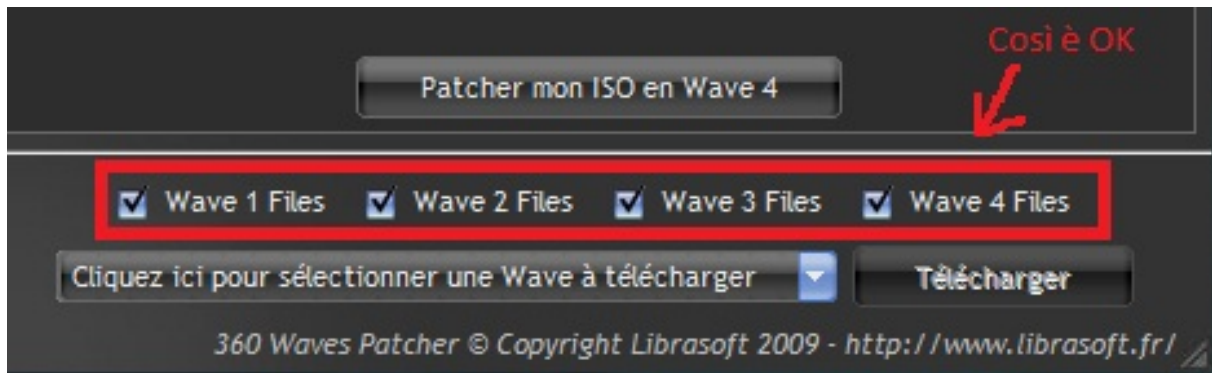 Così è OK
Patcher mon ISO en Wave 4
Wave 1 Files Wave 2 Files Wave 3 Files Wave 4 Files
Cliquez ici pour sélectionner une Wave à télécharger Télécharger
360 Waves Patcher © Copyright Librasoft 2009 - http://www.librasoft.fr/